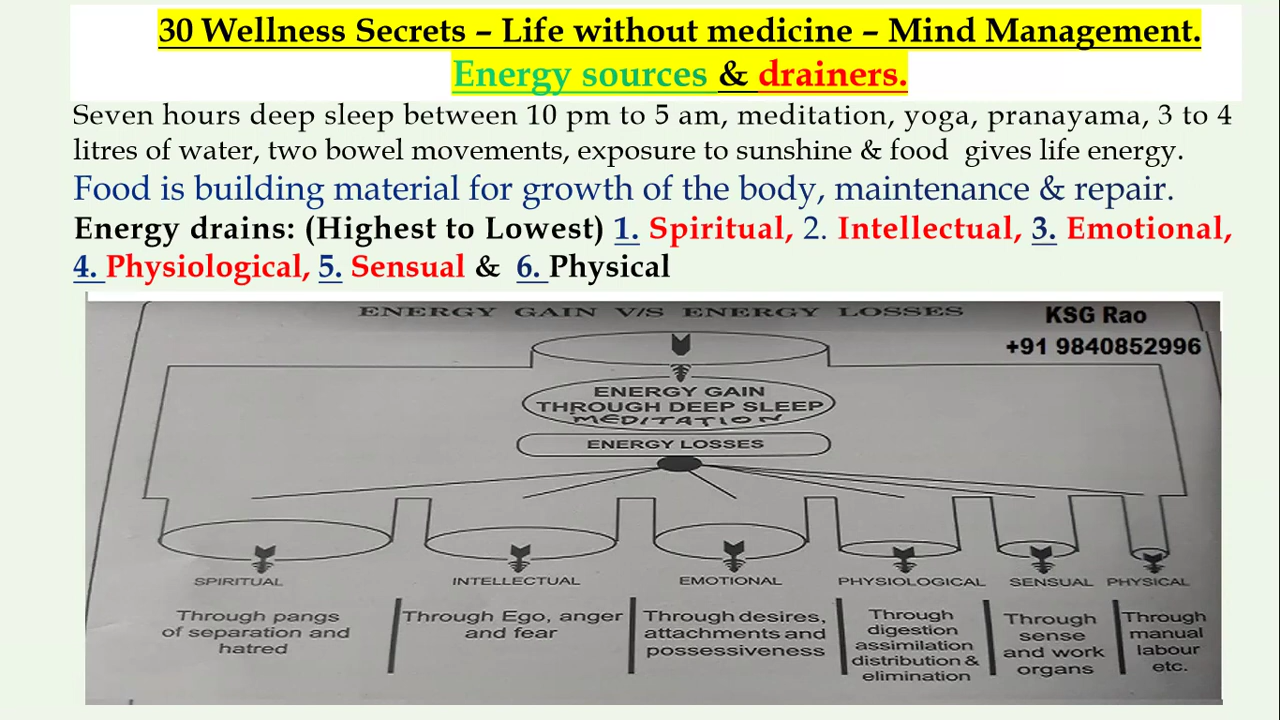 30 Wellness Secrets – Life without medicine – Mind Management.
Energy sources & drainers.
Seven hours deep sleep between 10 pm to 5 am, meditation, yoga, pranayama, 3 to 4
litres of water, two bowel movements, exposure to sunshine & food gives life energy.
Food is building material for growth of the body, maintenance & repair.
Energy drains: (Highest to Lowest) 1. Spiritual, 2. Intellectual, 3. Emotional,
4. Physiological, 5. Sensual & 6. Physical
ENERGY GAIN V/S ENERGY LOSSES
KSG Rao
+91 9840852996
ENERGY GAIN
THROUGH DEEP SLEEP
MEDITATION
ENERGY LOSSES
SPIRITUAL
Through pangs
of separation and
hatred
INTELLECTUAL
Through Ego, anger
and fear
EMOTIONAL
Through desires,
attachments and
possessiveness
PHYSIOLOGICAL
Through
digestion
assimilation
distribution &
elimination
SENSUAL
Through
sense
and work
organs
PHYSICAL
Through
manual
labour
etc.